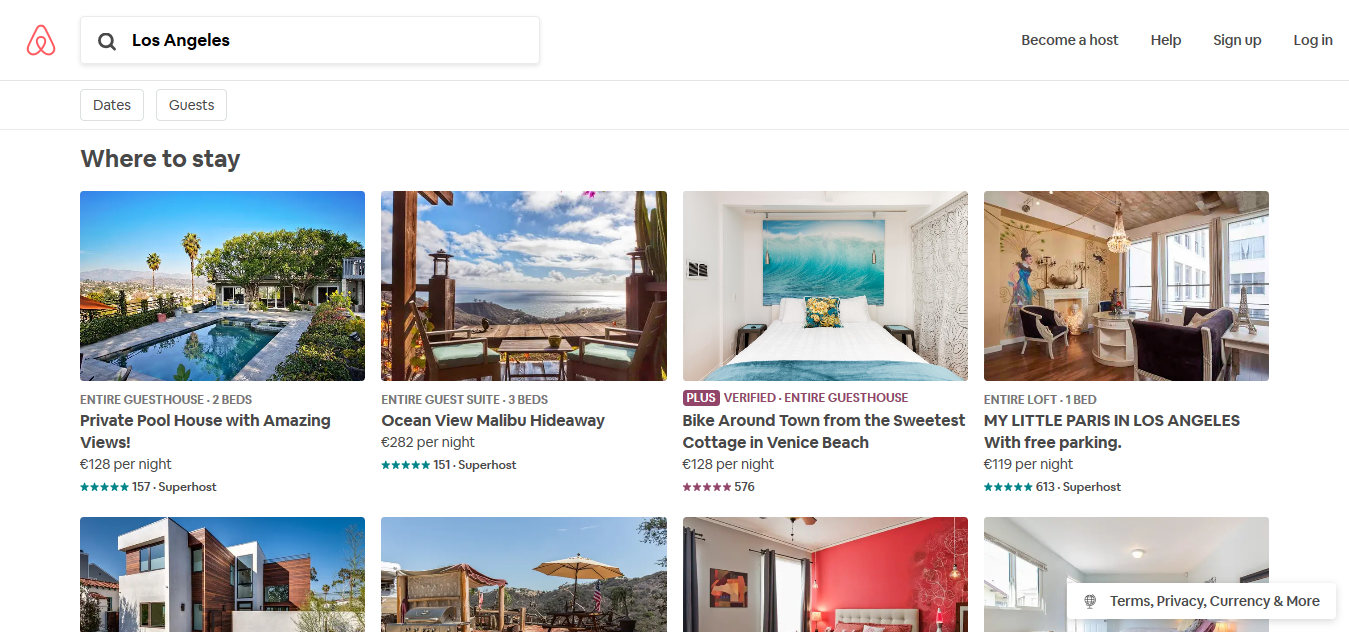 Los Angeles
Become a host
Help
Sign up
Log in
Dates
Guests
Where to stay
ENTIRE GUESTHOUSE · 2 BEDS
Private Pool House with Amazing
Views!
€128 per night
157 · Superhost
ENTIRE GUEST SUITE · 3 BEDS
Ocean View Malibu Hideaway
€282 per night
151 · Superhost
PLUS VERIFIED · ENTIRE GUESTHOUSE
Bike Around Town from the Sweetest
Cottage in Venice Beach
€128 per night
576
ENTIRE LOFT · 1 BED
MY LITTLE PARIS IN LOS ANGELES
With free parking.
€119 per night
613 · Superhost
Terms, Privacy, Currency & More